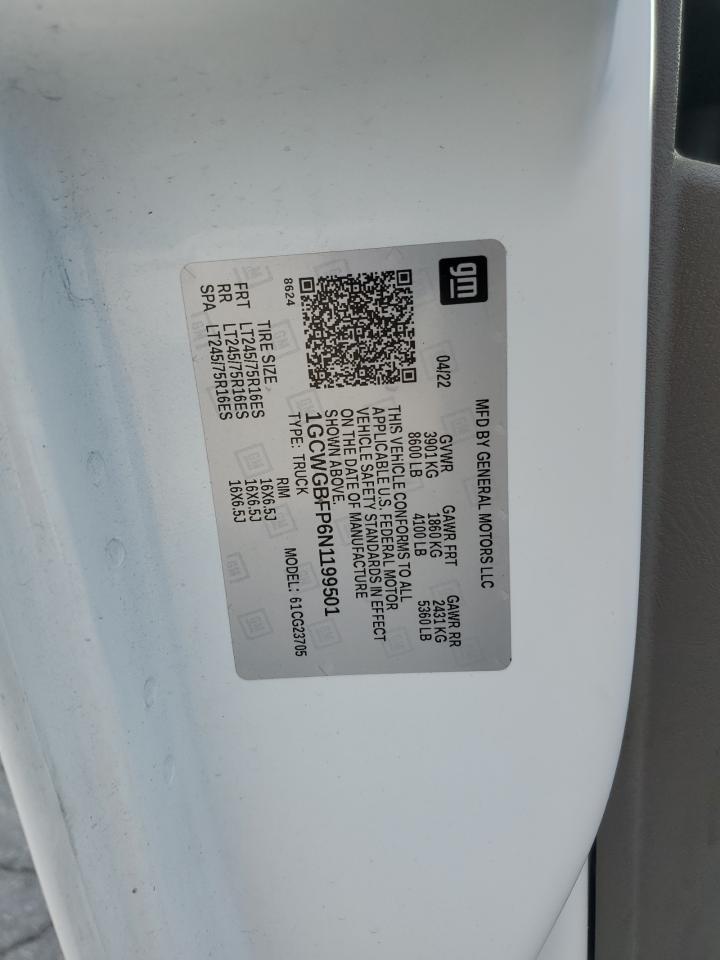 gm
MFD BY GENERAL MOTORS LLC
04/22 GVWR GAWR FRT GAWR RR
3901 KG 1860 KG 2431 KG
8600 LB 4100 LB 5360 LB
THIS VEHICLE CONFORMS TO ALL
APPLICABLE U.S. FEDERAL MOTOR
VEHICLE SAFETY STANDARDS IN EFFECT
ON THE DATE OF MANUFACTURE
SHOWN ABOVE.
1GCWGBFP6N1199501
8624 TYPE: TRUCK MODEL: 61CG23705
TIRE SIZE RIM
FRT LT245/75R16ES 16X6.5J
RR LT245/75R16ES 16X6.5J
SPA LT245/75R16ES 16X6.5J